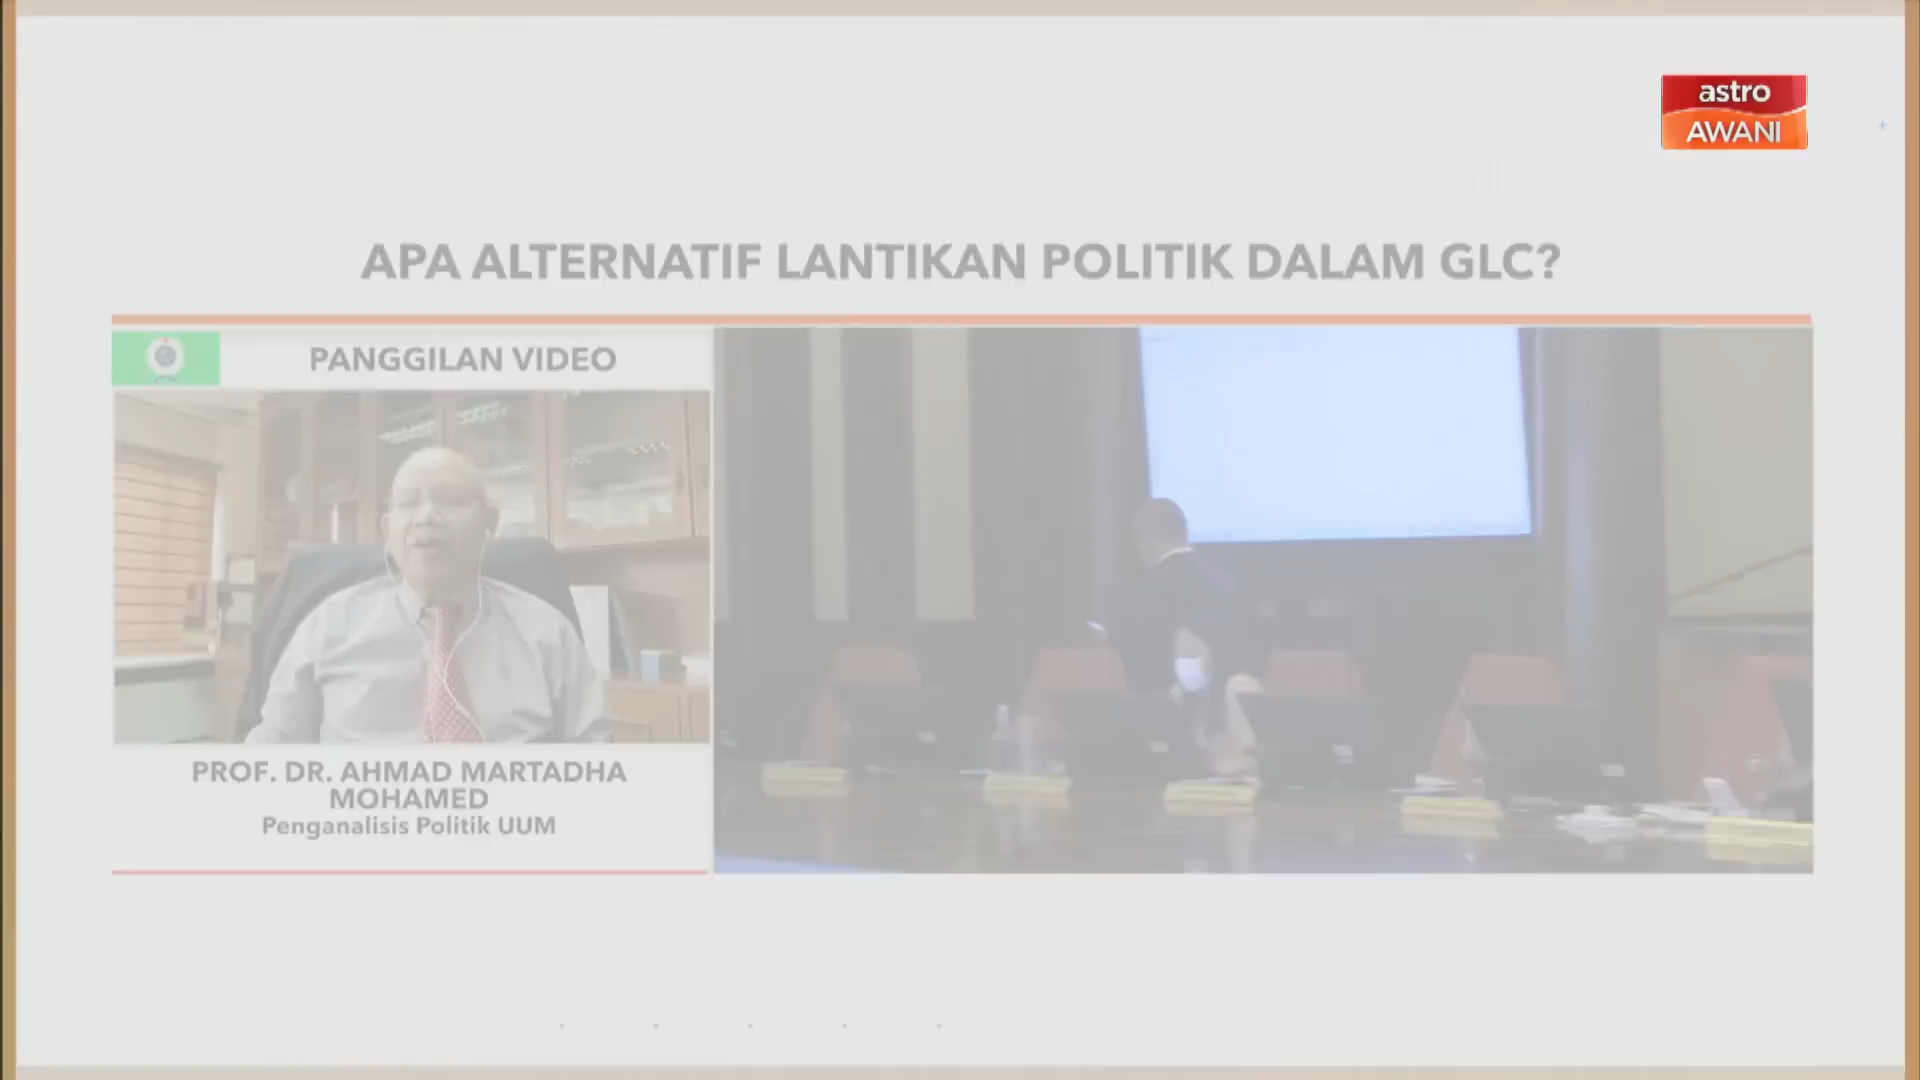 astro
AWANI
APA ALTERNATIF LANTIKAN POLITIK DALAM GLC?
PANGGILAN VIDEO
PROF. DR. AHMAD MARTADHA
MOHAMED
Penganalisis Politik UUM